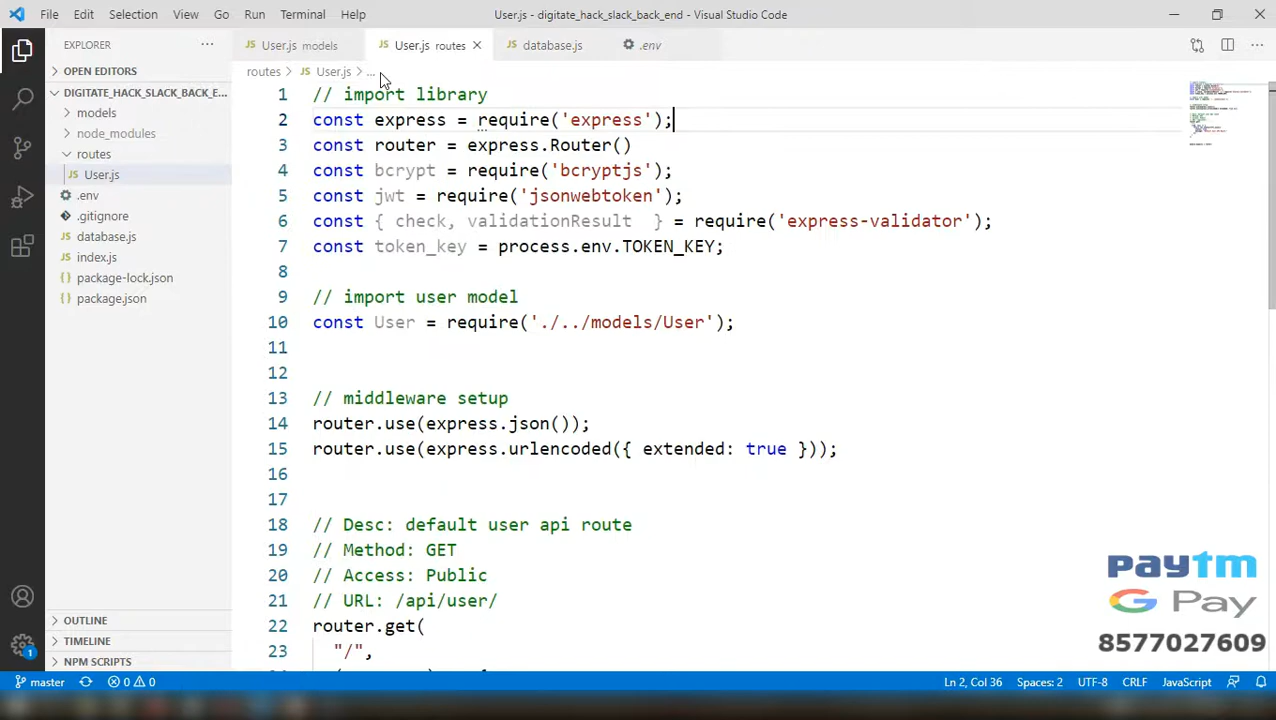 File Edit Selection View Go Run Terminal Help User.js - digitate_hack_slack_back_end - Visual Studio Code
EXPLORER
OPEN EDITORS
DIGITATE_HACK_SLACK_BACK_E...
models
node_modules
routes
User.js
.env
.gitignore
database.js
index.js
package-lock.json
package.json
OUTLINE
TIMELINE
NPM SCRIPTS
User.js models User.js routes database.js .env
routes > User.js > ...
1 // import library
2 const express = require('express');
3 const router = express.Router()
4 const bcrypt = require('bcryptjs');
5 const jwt = require('jsonwebtoken');
6 const { check, validationResult } = require('express-validator');
7 const token_key = process.env.TOKEN_KEY;
8
9 // import user model
10 const User = require('./../models/User');
11
12
13 // middleware setup
14 router.use(express.json());
15 router.use(express.urlencoded({ extended: true }));
16
17
18 // Desc: default user api route
19 // Method: GET
20 // Access: Public
21 // URL: /api/user/
22 router.get(
23 "/",
paytm
G Pay
8577027609
1
master 0 0 Ln 2, Col 36 Spaces: 2 UTF-8 CRLF JavaScript